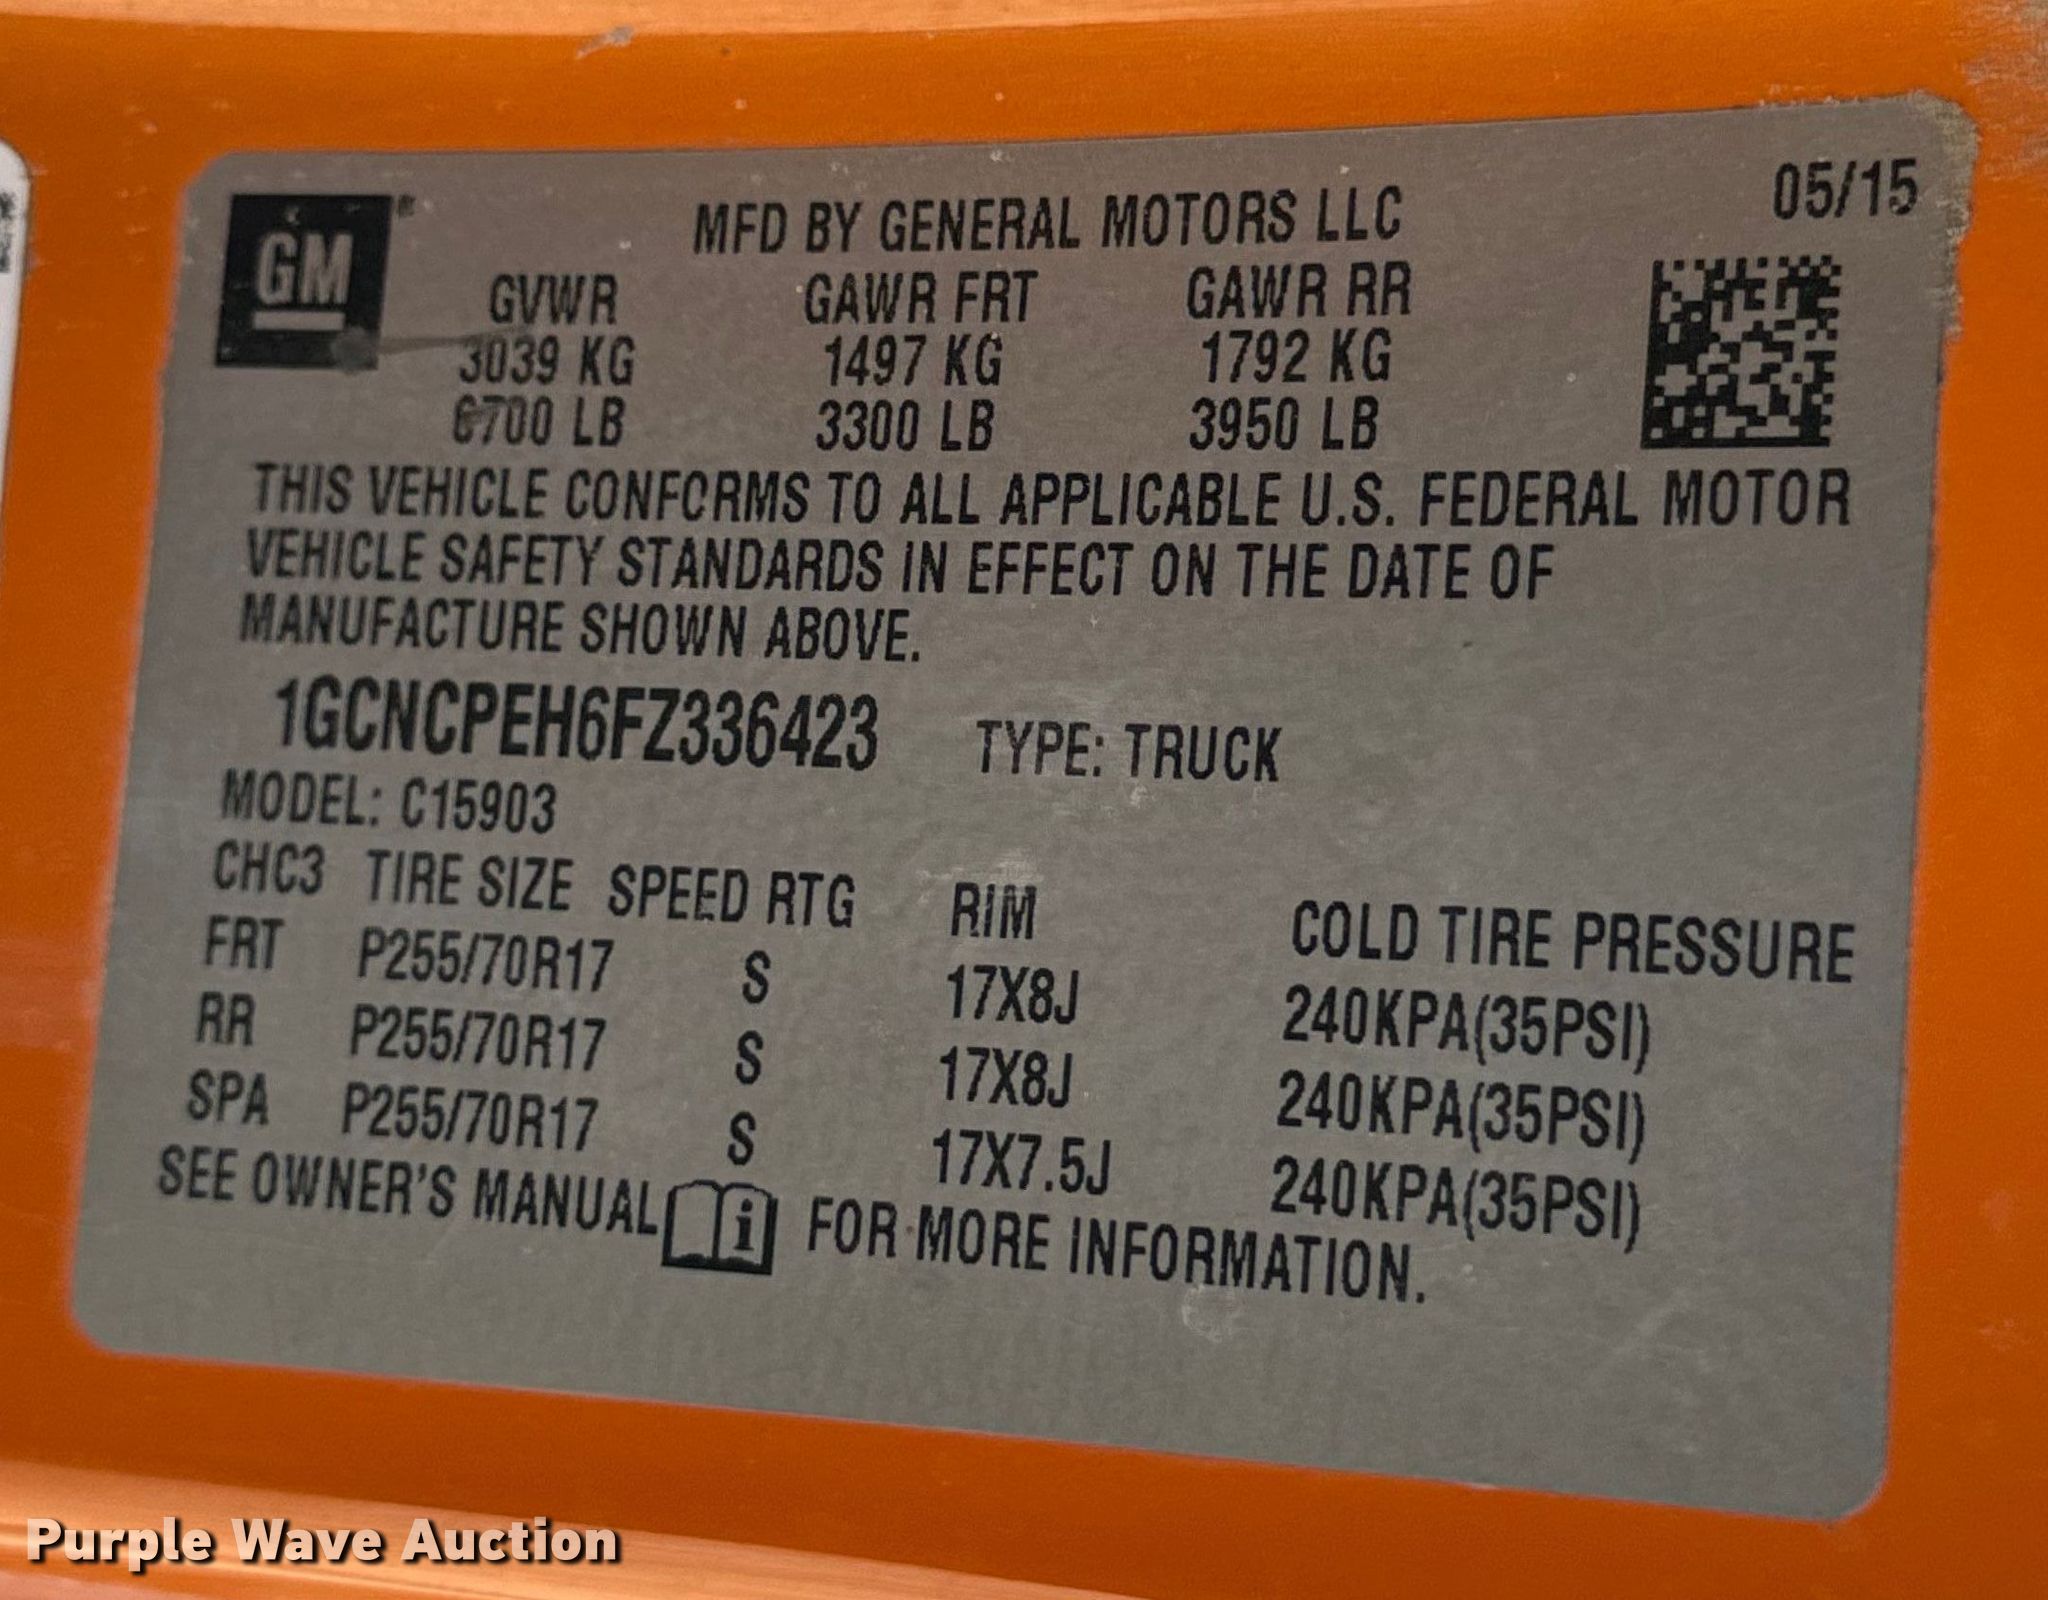 05/15
GM
MFD BY GENERAL MOTORS LLC
GVWR GAWR FRT GAWR RR
3039 KG 1497 KG 1792 KG
6700 LB 3300 LB 3950 LB
THIS VEHICLE CONFORMS TO ALL APPLICABLE U.S. FEDERAL MOTOR
VEHICLE SAFETY STANDARDS IN EFFECT ON THE DATE OF
MANUFACTURE SHOWN ABOVE.
1GCNCPEH6FZ336423 TYPE: TRUCK
MODEL: C15903
CHC3 TIRE SIZE SPEED RTG RIM COLD TIRE PRESSURE
FRT P255/70R17 S 17X8J 240KPA(35PSI)
RR P255/70R17 S 17X8J 240KPA(35PSI)
SPA P255/70R17 S 17X7.5J 240KPA(35PSI)
SEE OWNER'S MANUAL i FOR MORE INFORMATION.
Purple Wave Auction